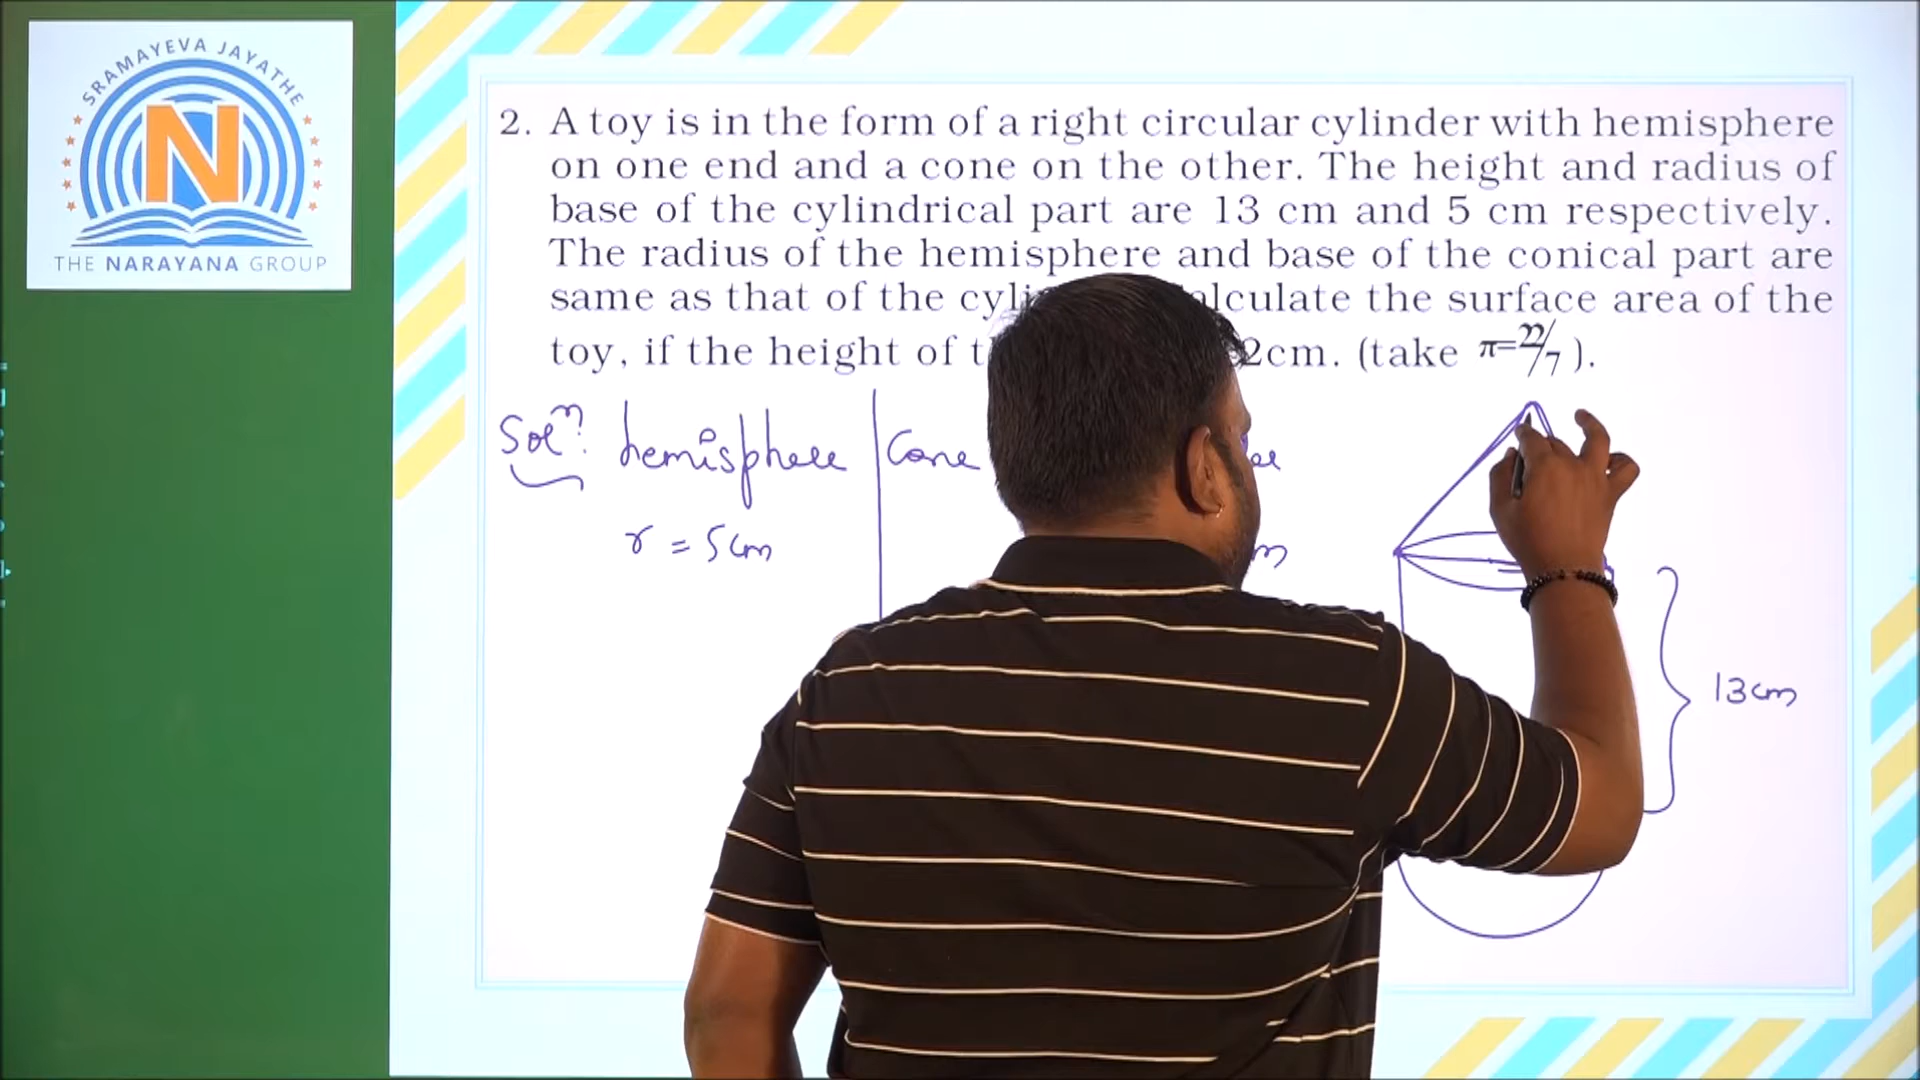 SRAMAYEVA JAYATHE
N
THE NARAYANA GROUP
2. A toy is in the form of a right circular cylinder with hemisphere
on one end and a cone on the other. The height and radius of
base of the cylindrical part are 13 cm and 5 cm respectively.
The radius of the hemisphere and base of the conical part are
same as that of the alculate the surface area of the
toy, if the height of 2cm. (take π=22/7).
Solⁿ: hemisphere Cone
r = 5cm
13cm